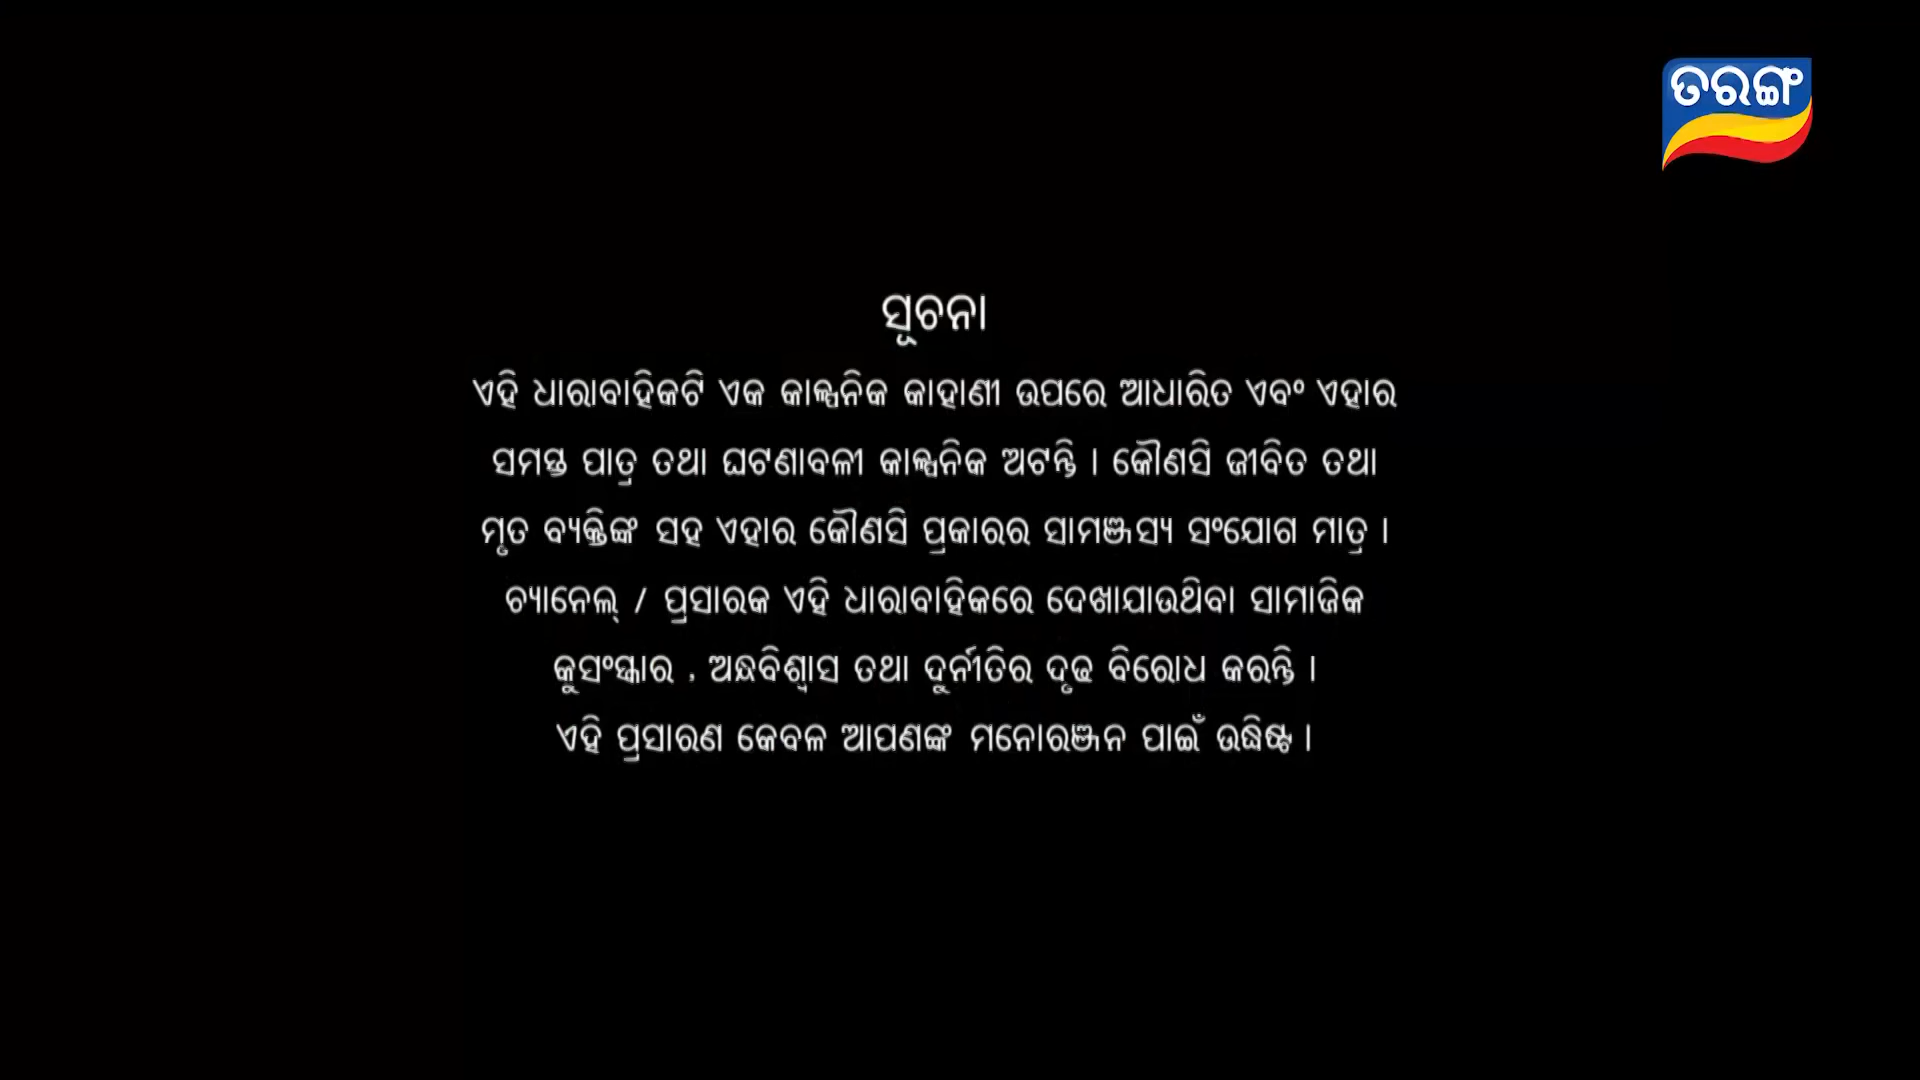 ତରଙ୍ଗ
ସୂଚନା
ଏହି ଧାରାବାହିକଟି ଏକ କାଳ୍ପନିକ କାହାଣୀ ଉପରେ ଆଧାରିତ ଏବଂ ଏହାର
ସମସ୍ତ ପାତ୍ର ତଥା ଘଟଣାବଳୀ କାଳ୍ପନିକ ଅଟନ୍ତି । କୌଣସି ଜୀବିତ ତଥା
ମୃତ ବ୍ୟକ୍ତିଙ୍କ ସହ ଏହାର କୌଣସି ପ୍ରକାରର ସାମଞ୍ଜସ୍ୟ ସଂଯୋଗ ମାତ୍ର ।
ଚ୍ୟାନେଲ୍ / ପ୍ରସାରକ ଏହି ଧାରାବାହିକରେ ଦେଖାଯାଉଥିବା ସାମାଜିକ
କୁସଂସ୍କାର , ଅନ୍ଧବିଶ୍ୱାସ ତଥା ଦୁର୍ନୀତିର ଦୃଢ ବିରୋଧ କରନ୍ତି ।
ଏହି ପ୍ରସାରଣ କେବଳ ଆପଣଙ୍କ ମନୋରଞ୍ଜନ ପାଇଁ ଉଦ୍ଧିଷ୍ଟ ।